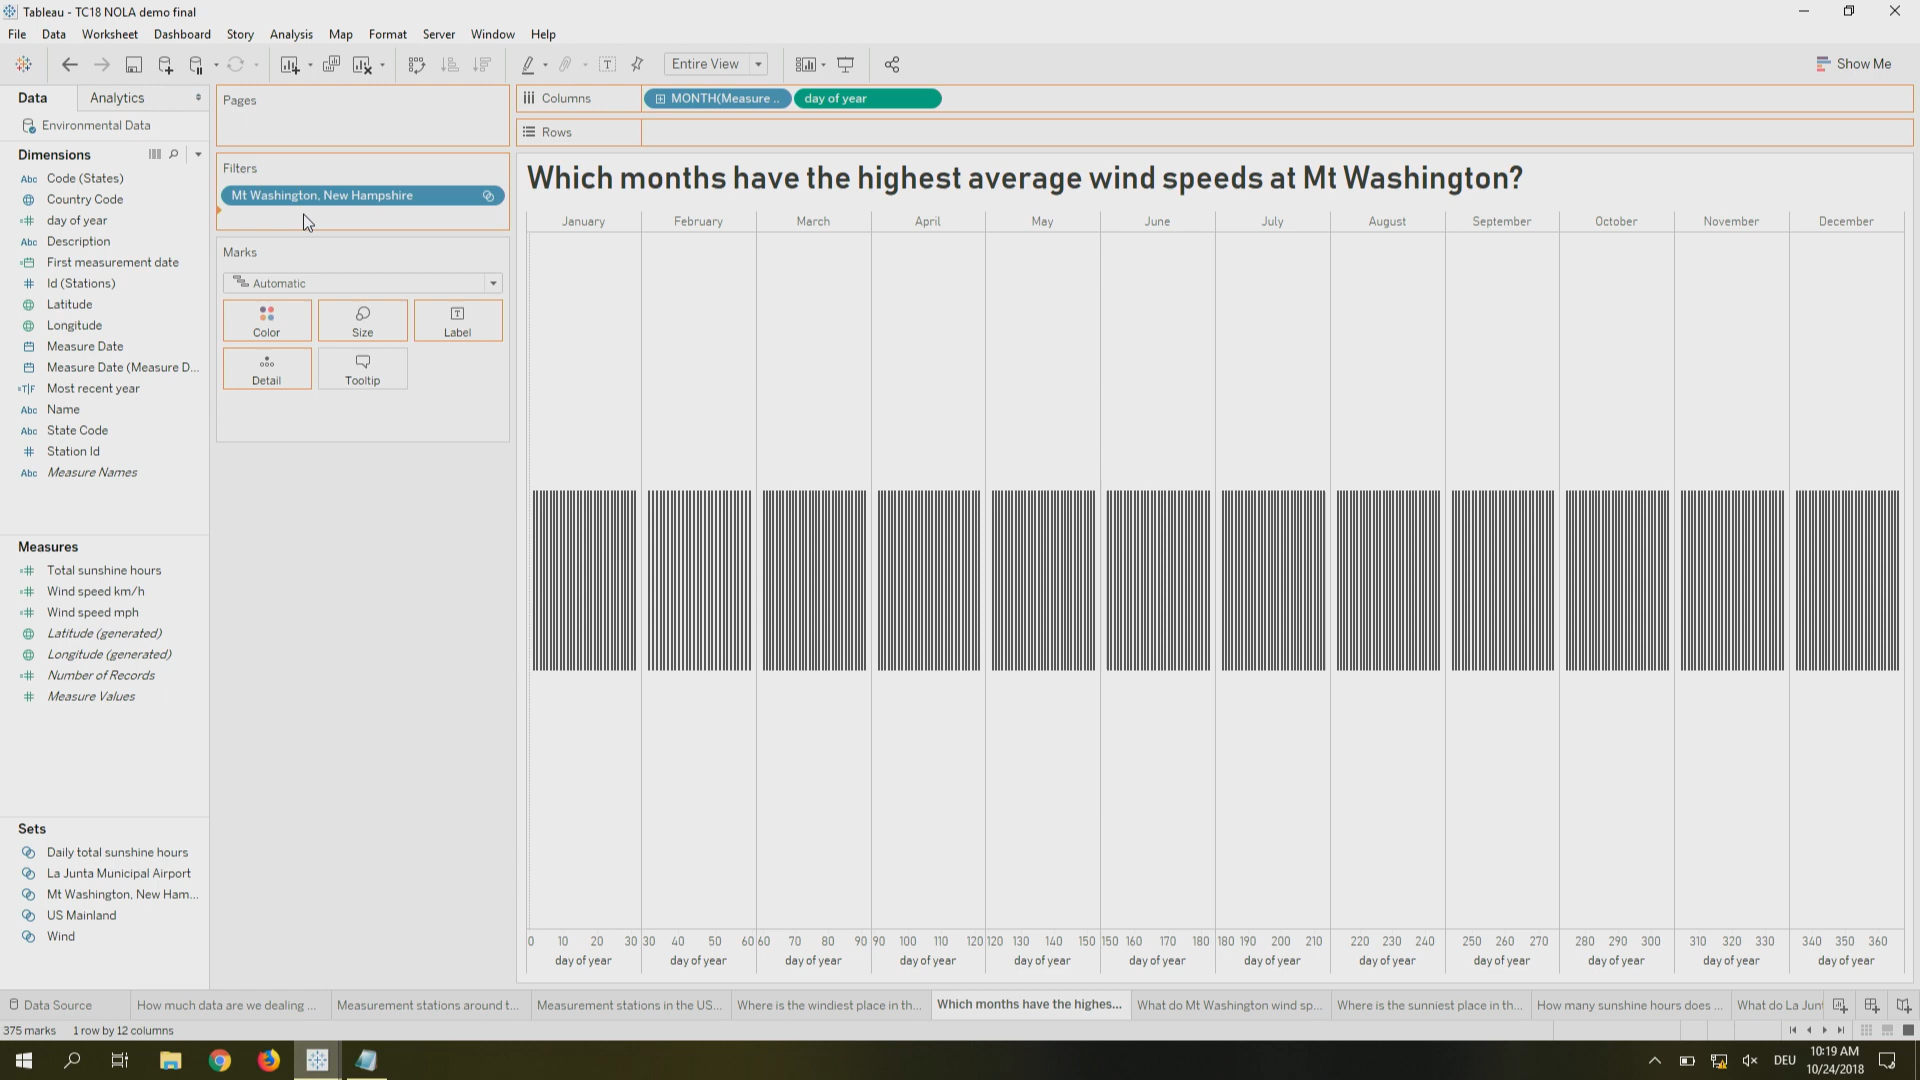 Tableau - TC18 NOLA demo final
File Data Worksheet Dashboard Story Analysis Map Format Server Window Help
Entire View
Show Me
Data
Analytics
Environmental Data
Dimensions
Abc Code (States)
Country Code
day of year
Abc Description
First measurement date
Id (Stations)
Latitude
Longitude
Measure Date
Measure Date (Measure D...
T|F Most recent year
Abc Name
Abc State Code
Station Id
Abc Measure Names
Measures
Total sunshine hours
Wind speed km/h
Wind speed mph
Latitude (generated)
Longitude (generated)
Number of Records
Measure Values
Sets
Daily total sunshine hours
La Junta Municipal Airport
Mt Washington, New Ham...
US Mainland
Wind
Pages
Filters
Mt Washington, New Hampshire
Marks
Automatic
Color
Size
Label
Detail
Tooltip
Columns
MONTH(Measure ..
day of year
Rows
Which months have the highest average wind speeds at Mt Washington?
January February March April May June July August September October November December
0 10 20 30 30 40 50 60 60 70 80 90 90 100 110 120 120 130 140 150 150 160 170 180 180 190 200 210 220 230 240 250 260 270 280 290 300 310 320 330 340 350 360
day of year day of year day of year day of year day of year day of year day of year day of year day of year day of year day of year day of year
Data Source
How much data are we dealing ...
Measurement stations around t...
Measurement stations in the US...
Where is the windiest place in th...
Which months have the highes...
What do Mt Washington wind sp...
Where is the sunniest place in th...
How many sunshine hours does ...
What do La Jun
375 marks 1 row by 12 columns
DEU
10:19 AM
10/24/2018